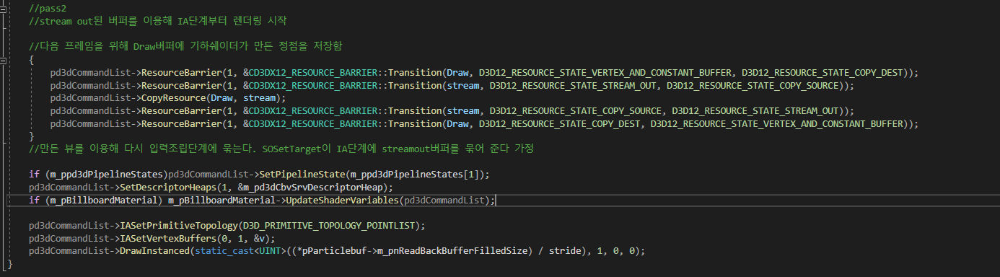 //pass2
//stream out된 버퍼를 이용해 IA단계부터 렌더링 시작
//다음 프레임을 위해 Draw버퍼에 기하쉐이더가 만든 정점을 저장함
{
pd3dCommandList->ResourceBarrier(1, &CD3DX12_RESOURCE_BARRIER::Transition(Draw, D3D12_RESOURCE_STATE_VERTEX_AND_CONSTANT_BUFFER, D3D12_RESOURCE_STATE_COPY_DEST));
pd3dCommandList->ResourceBarrier(1, &CD3DX12_RESOURCE_BARRIER::Transition(stream, D3D12_RESOURCE_STATE_STREAM_OUT, D3D12_RESOURCE_STATE_COPY_SOURCE));
pd3dCommandList->CopyResource(Draw, stream);
pd3dCommandList->ResourceBarrier(1, &CD3DX12_RESOURCE_BARRIER::Transition(stream, D3D12_RESOURCE_STATE_COPY_SOURCE, D3D12_RESOURCE_STATE_STREAM_OUT));
pd3dCommandList->ResourceBarrier(1, &CD3DX12_RESOURCE_BARRIER::Transition(Draw, D3D12_RESOURCE_STATE_COPY_DEST, D3D12_RESOURCE_STATE_VERTEX_AND_CONSTANT_BUFFER));
}
//만든 뷰를 이용해 다시 입력조립단계에 묶는다. SOSetTarget이 IA단계에 streamout버퍼를 묶어 준다 가정
if (m_ppd3dPipelineStates)pd3dCommandList->SetPipelineState(m_ppd3dPipelineStates[1]);
pd3dCommandList->SetDescriptorHeaps(1, &m_pd3dCbvSrvDescriptorHeap);
if (m_pBillboardMaterial) m_pBillboardMaterial->UpdateShaderVariables(pd3dCommandList);
pd3dCommandList->IASetPrimitiveTopology(D3D_PRIMITIVE_TOPOLOGY_POINTLIST);
pd3dCommandList->IASetVertexBuffers(0, 1, &v);
pd3dCommandList->DrawInstanced(static_cast<UINT>((*pParticlebuf->m_pnReadBackBufferFilledSize) / stride), 1, 0, 0);
}